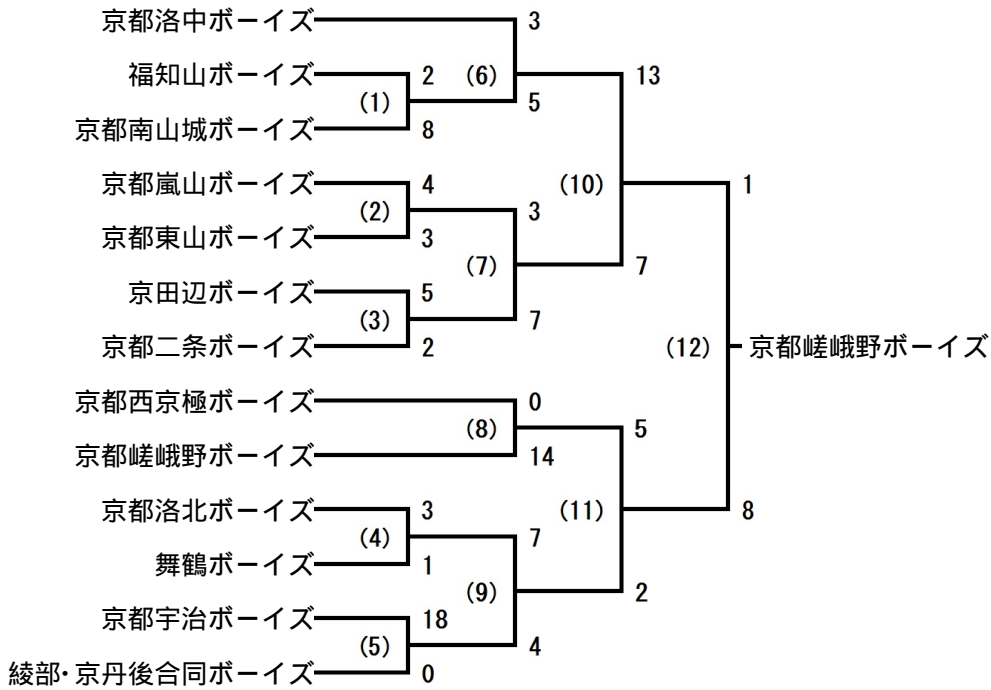 京都洛中ボーイズ 3
福知山ボーイズ 2 (6) 13
(1) 5
京都南山城ボーイズ 8
京都嵐山ボーイズ 4 (10) 1
(2) 3
京都東山ボーイズ 3
(7) 7
京田辺ボーイズ 5
(3) 7
京都二条ボーイズ 2 (12) 京都嵯峨野ボーイズ
京都西京極ボーイズ 0
(8) 5
京都嵯峨野ボーイズ 14
京都洛北ボーイズ 3 (11) 8
(4) 7
舞鶴ボーイズ 1
(9) 2
京都宇治ボーイズ 18
(5) 4
綾部・京丹後合同ボーイズ 0